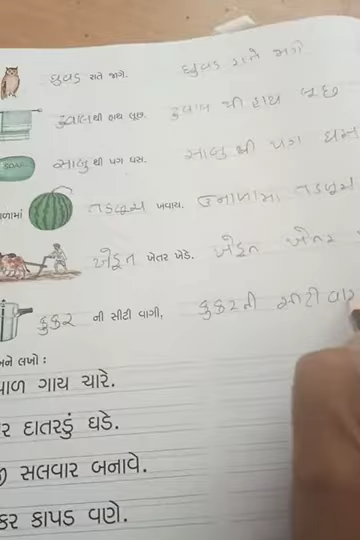 ઘુવડ રાતે જાગે. ઘુવડ રાતે જાગે
રુવાલથી હાથ લૂછ. રુવાલ થી હાથ લૂછ
સાબુથી પગ ઘસ. સાબુ થી પગ ઘસ
ળામાં તડબૂચ ખવાય. ઉનાળામાં તડબૂચ
ખેડૂત ખેતર ખેડે. ખેડૂત ખેતર
કુકર ની સીટી વાગી. કુકરની સીટી વાગ
અને લખો :
પાળ ગાય ચારે.
ર દાતરડું ઘડે.
જી સલવાર બનાવે.
કર કાપડ વણે.